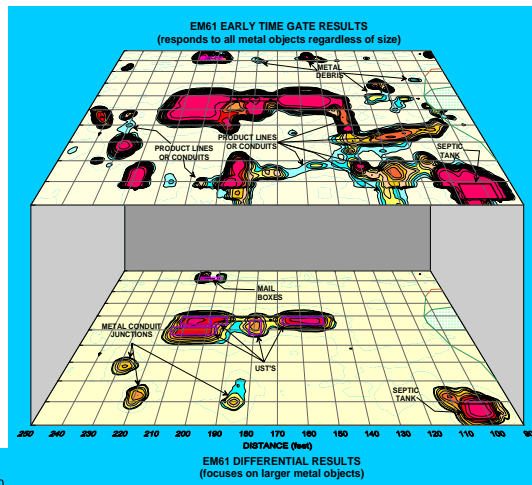 EM61 EARLY TIME GATE RESULTS
(responds to all metal objects regardless of size)
METAL
DEBRIS
PRODUCT LINES
OR CONDUITS
PRODUCT LINES
OR CONDUITS
SEPTIC
TANK
MAIL
BOXES
METAL CONDUIT
JUNCTIONS
UST'S
SEPTIC
TANK
250 240 220 210 200 190 180 170 160 150 140 130 120 110 100 90
DISTANCE (feet)
EM61 DIFFERENTIAL RESULTS
(focuses on larger metal objects)